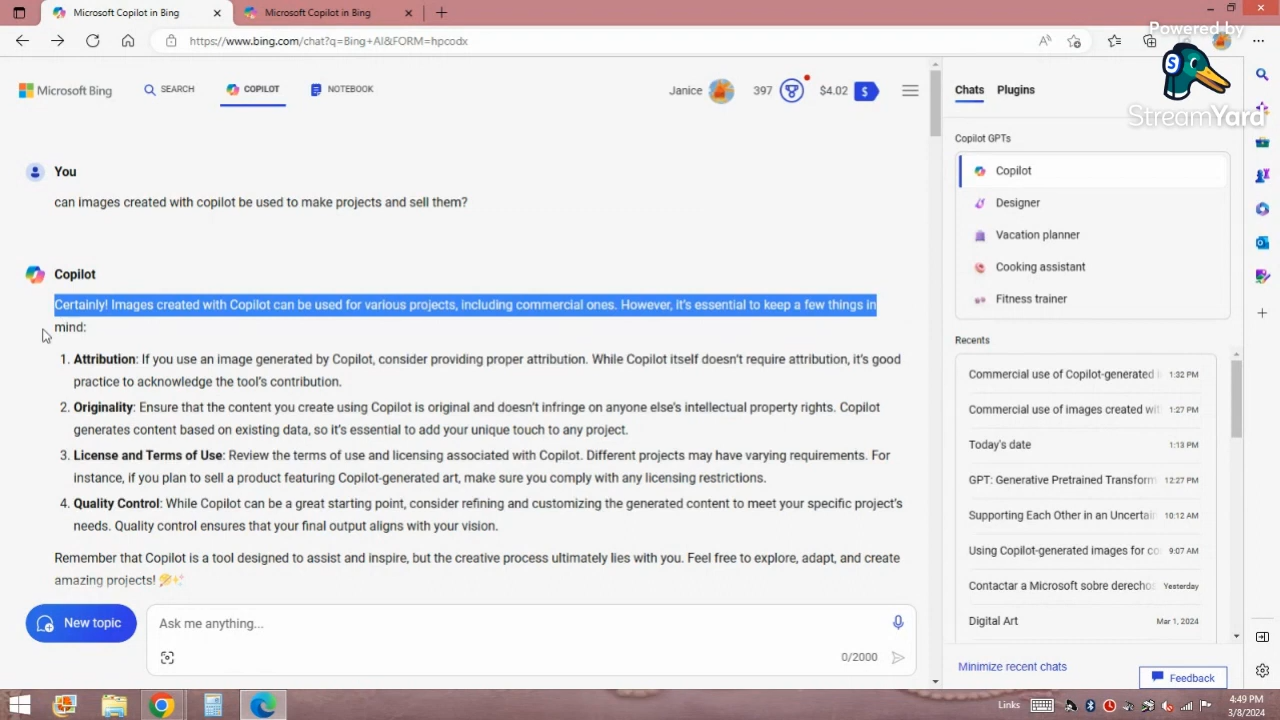 Microsoft Copilot in Bing
Microsoft Copilot in Bing
https://www.bing.com/chat?q=Bing+AI&FORM=hpcodx
Powered by
StreamYard
Microsoft Bing
SEARCH
COPILOT
NOTEBOOK
Janice
397
$4.02
$
Chats
Plugins
You
can images created with copilot be used to make projects and sell them?
Copilot
Certainly! Images created with Copilot can be used for various projects, including commercial ones. However, it's essential to keep a few things in
mind:
1. Attribution: If you use an image generated by Copilot, consider providing proper attribution. While Copilot itself doesn't require attribution, it's good
practice to acknowledge the tool's contribution.
2. Originality: Ensure that the content you create using Copilot is original and doesn't infringe on anyone else's intellectual property rights. Copilot
generates content based on existing data, so it's essential to add your unique touch to any project.
3. License and Terms of Use: Review the terms of use and licensing associated with Copilot. Different projects may have varying requirements. For
instance, if you plan to sell a product featuring Copilot-generated art, make sure you comply with any licensing restrictions.
4. Quality Control: While Copilot can be a great starting point, consider refining and customizing the generated content to meet your specific project's
needs. Quality control ensures that your final output aligns with your vision.
Remember that Copilot is a tool designed to assist and inspire, but the creative process ultimately lies with you. Feel free to explore, adapt, and create
amazing projects!
New topic
Ask me anything...
0/2000
Copilot GPTs
Copilot
Designer
Vacation planner
Cooking assistant
Fitness trainer
Recents
Commercial use of Copilot-generated 1:32 PM
Commercial use of images created 1:27 PM
Today's date 1:13 PM
GPT: Generative Pretrained Transform 12:27 PM
Supporting Each Other in an Uncertain 10:12 AM
Using Copilot-generated images for 9:07 AM
Contactar a Microsoft sobre derechos Yesterday
Digital Art Mar 1, 2024
Minimize recent chats
Feedback
Links
4:49 PM
3/8/2024